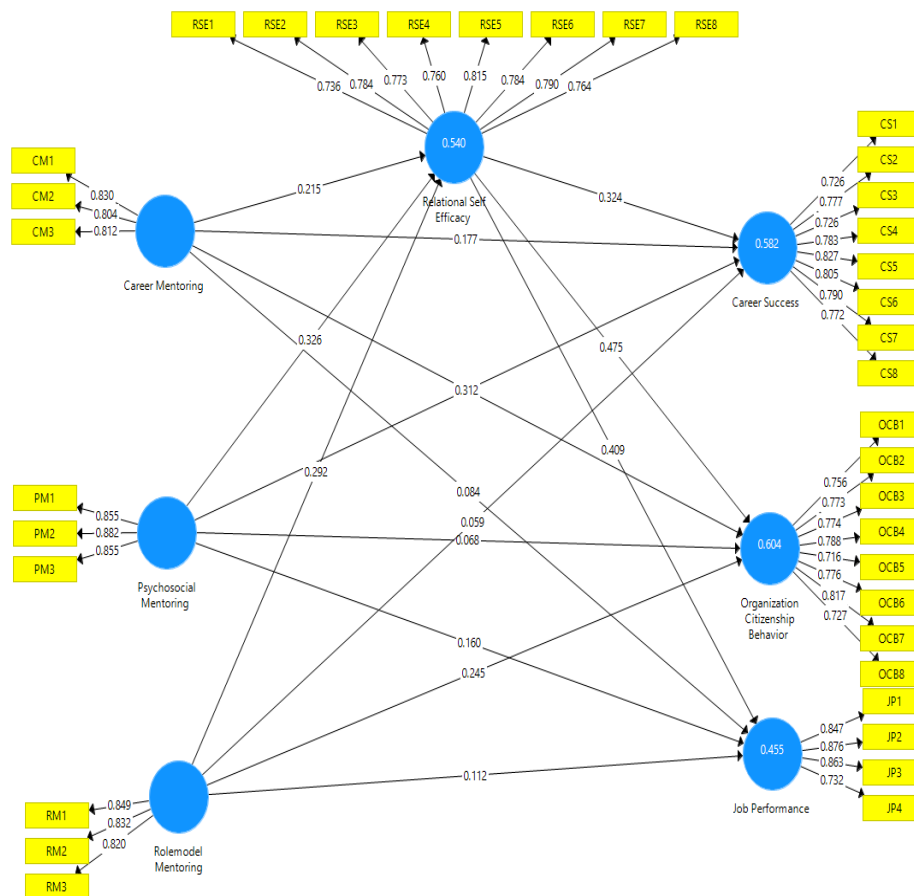 RSE1 RSE2 RSE3 RSE4 RSE5 RSE6 RSE7 RSE8
0.736 0.784 0.773 0.760 0.815 0.784 0.790 0.764
0.540
Relational Self
Efficacy
CM1
CM2
CM3
0.830
0.804
0.812
Career Mentoring
0.215
0.324
0.177
CS1
CS2
CS3
CS4
CS5
CS6
CS7
CS8
0.726
0.777
0.726
0.783
0.827
0.805
0.790
0.772
0.582
Career Success
0.326
0.475
0.312
0.409
0.292
0.084
0.059
0.068
PM1
PM2
PM3
0.855
0.882
0.855
Psychosocial
Mentoring
OCB1
OCB2
OCB3
OCB4
OCB5
OCB6
OCB7
OCB8
0.756
0.773
0.774
0.788
0.716
0.776
0.817
0.727
0.604
Organization
Citizenship
Behavior
0.160
0.245
0.112
RM1
RM2
RM3
0.849
0.832
0.820
Rolemodel
Mentoring
JP1
JP2
JP3
JP4
0.847
0.876
0.863
0.732
0.455
Job Performance